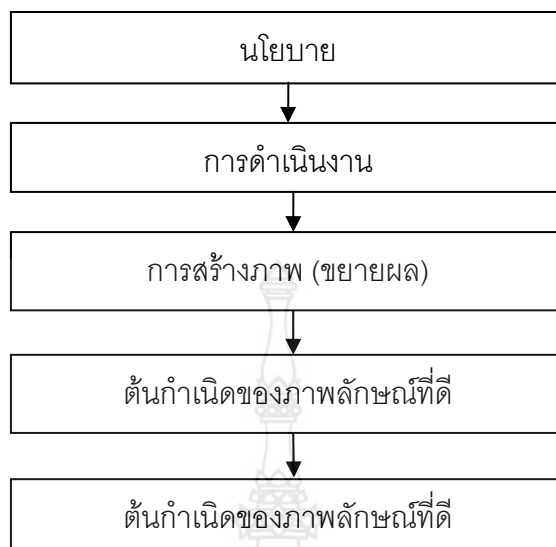 นโยบาย
การดำเนินงาน
การสร้างภาพ (ขยายผล)
ต้นกำเนิดของภาพลักษณ์ที่ดี
ต้นกำเนิดของภาพลักษณ์ที่ดี